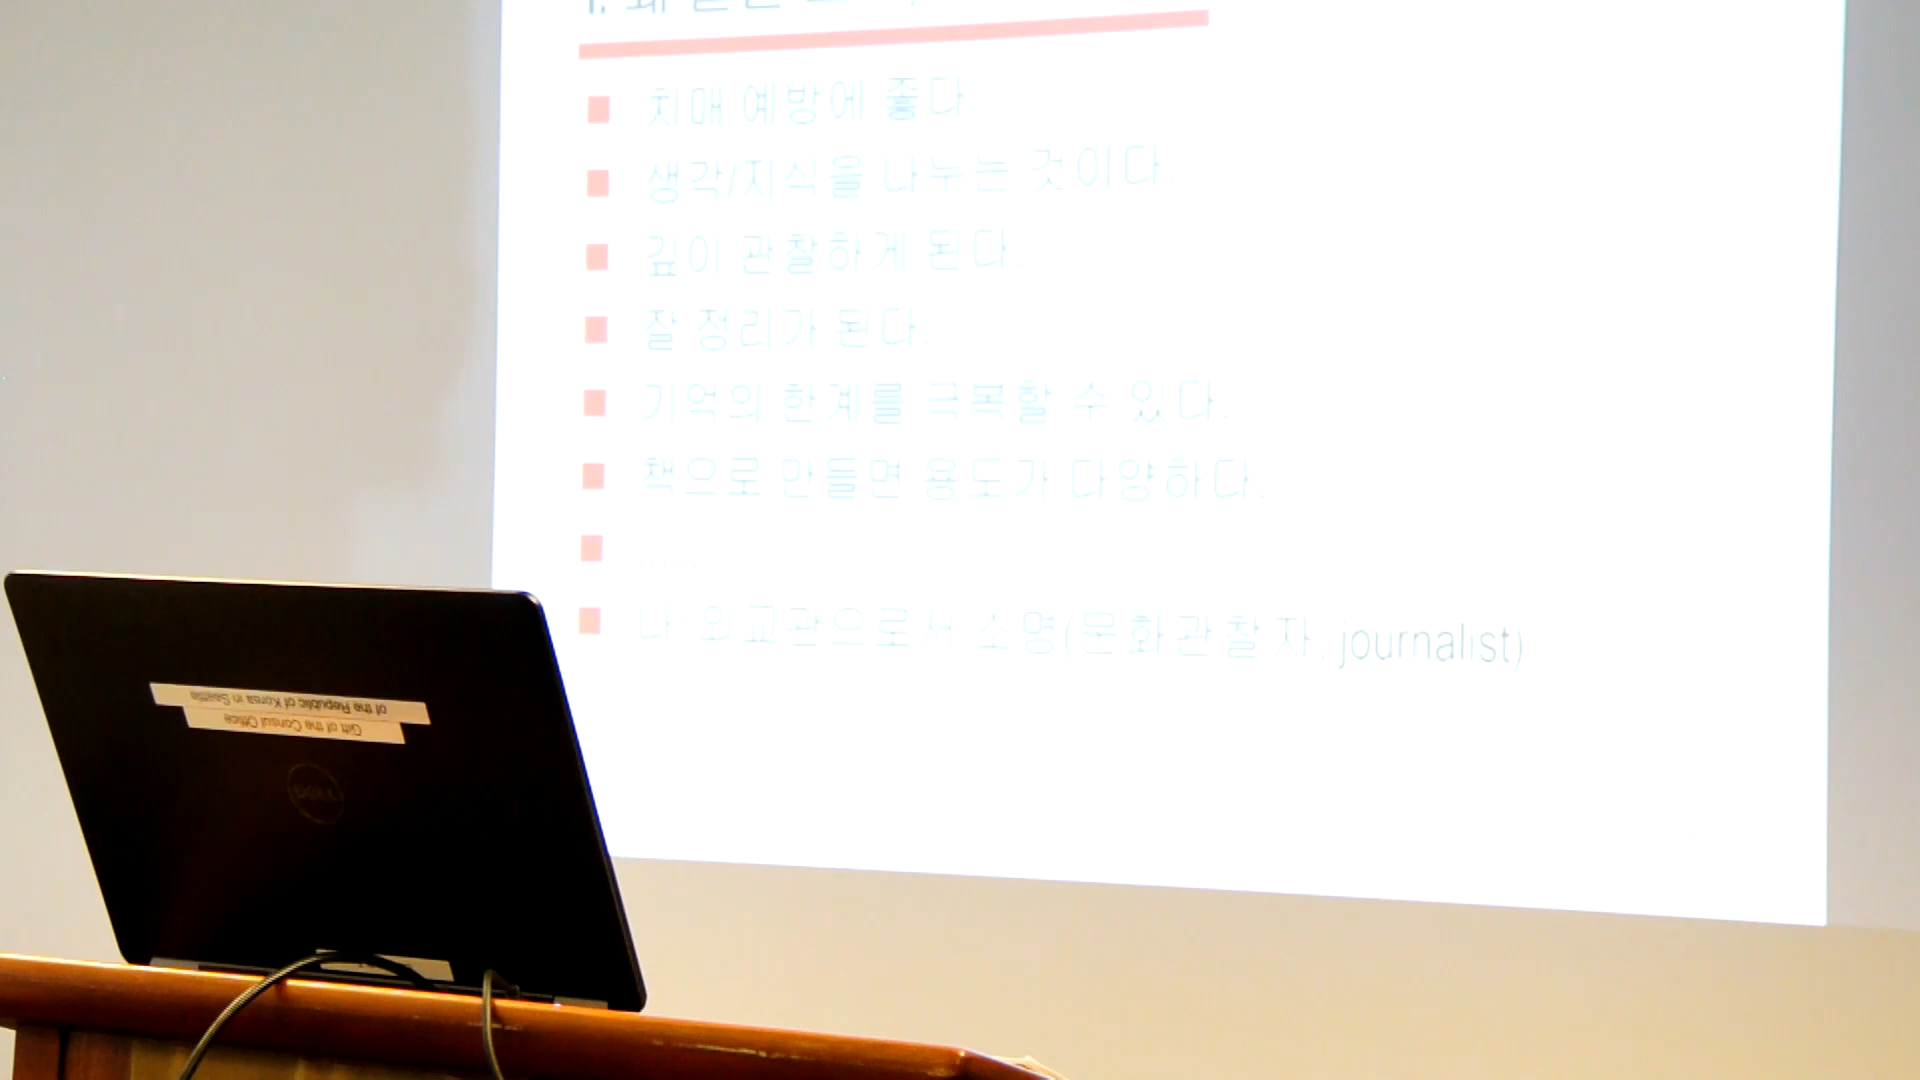 1. 왜
치매 예방에 좋다
생각/지식을 나누는 것이다
깊이 관찰하게 된다.
잘 정리가 된다.
기억의 한계를 극복할 수 있다.
책으로 만들면 용도가 다양하다.
.....
나: 외교관으로서 소명(문화관찰자, journalist)
Gift of the Consul Office
of the Republic of Korea in Seattle
DELL